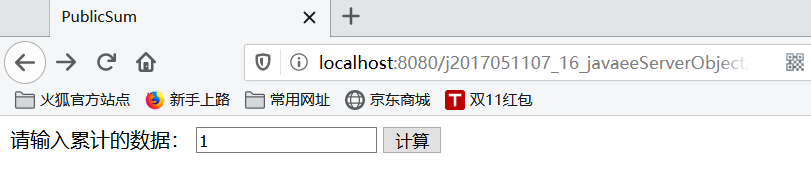 PublicSum
localhost:8080/j2017051107_16_javaeeServerObject/
火狐官方站点 新手上路 常用网址 京东商城 T 双11红包
请输入累计的数据： 1 计算